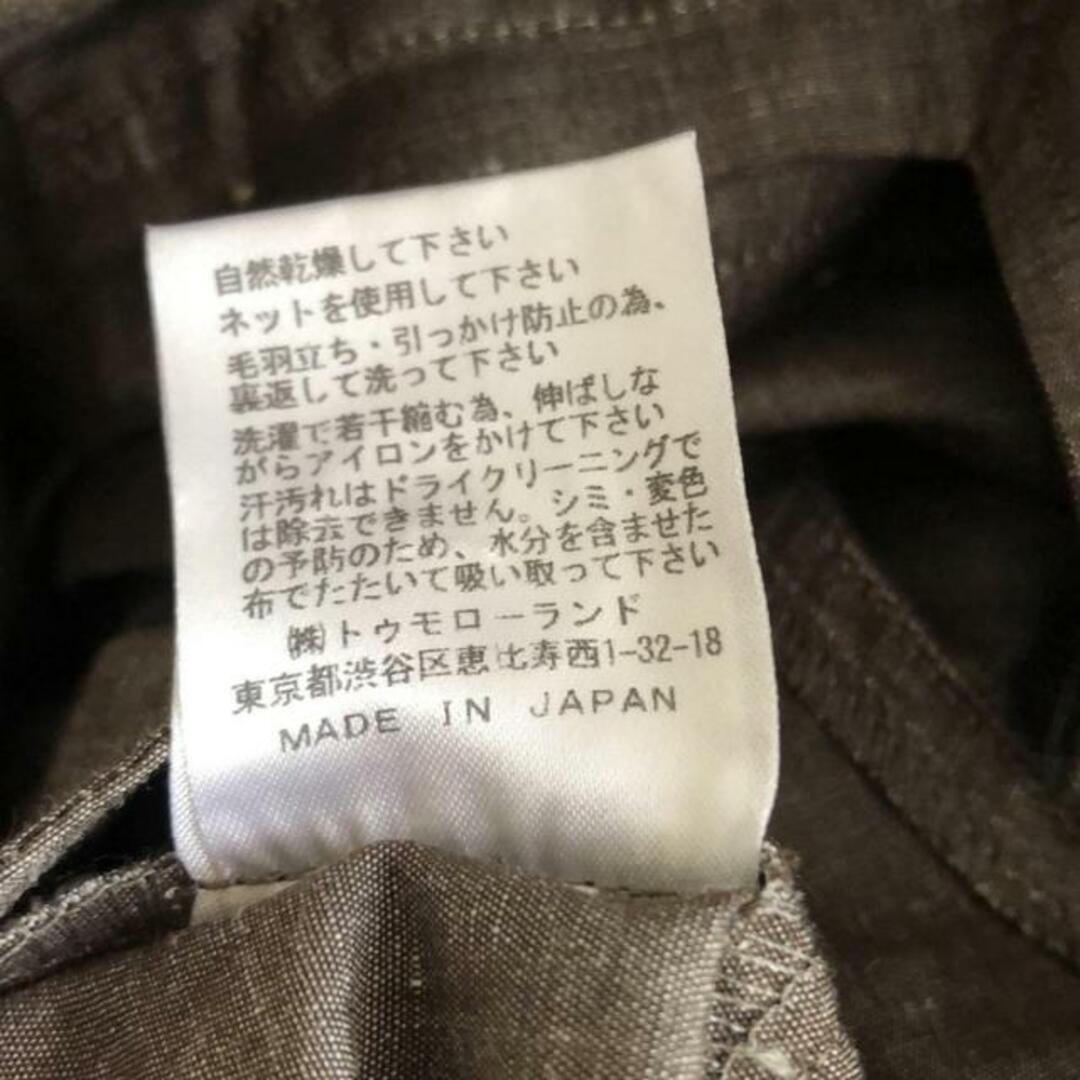 自然乾燥して下さい
ネットを使用して下さい
毛羽立ち・引っかけ防止の為、
裏返して洗って下さい
洗濯で若干縮む為、伸ばしな
がらアイロンをかけて下さい
汗汚れはドライクリーニングで
は除去できません。シミ・変色
の予防のため、水分を含ませた
布でたたいて吸い取って下さい
㈱トゥモローランド
東京都渋谷区恵比寿西1-32-18
MADE IN JAPAN